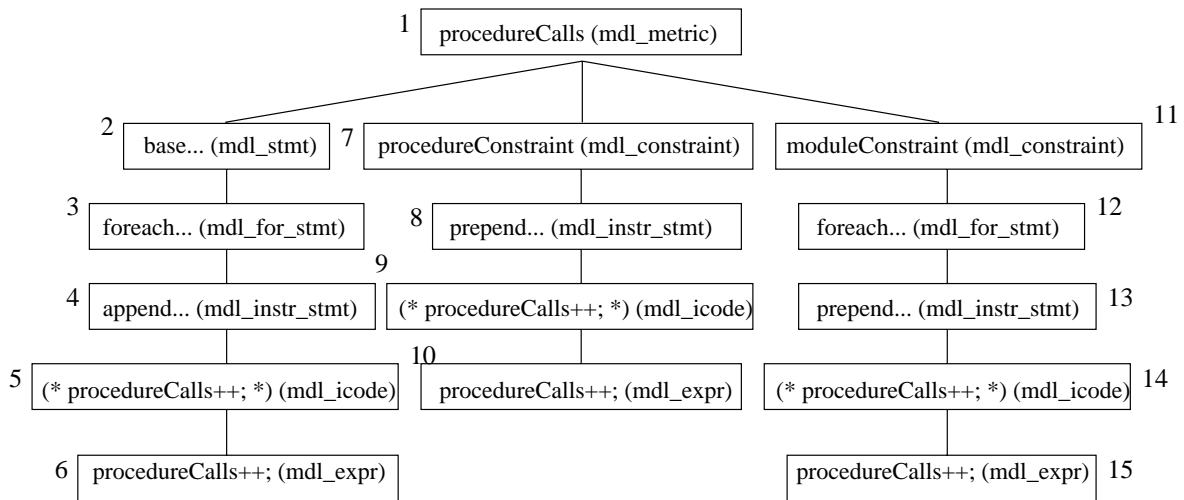 1 procedureCalls (mdl_metric)
2 base... (mdl_stmt)
7 procedureConstraint (mdl_constraint)
11 moduleConstraint (mdl_constraint)
3 foreach... (mdl_for_stmt)
8 prepend... (mdl_instr_stmt)
12 foreach... (mdl_for_stmt)
4 append... (mdl_instr_stmt)
9 (* procedureCalls++; *) (mdl_icode)
13 prepend... (mdl_instr_stmt)
5 (* procedureCalls++; *) (mdl_icode)
10 procedureCalls++; (mdl_expr)
14 (* procedureCalls++; *) (mdl_icode)
6 procedureCalls++; (mdl_expr)
15 procedureCalls++; (mdl_expr)